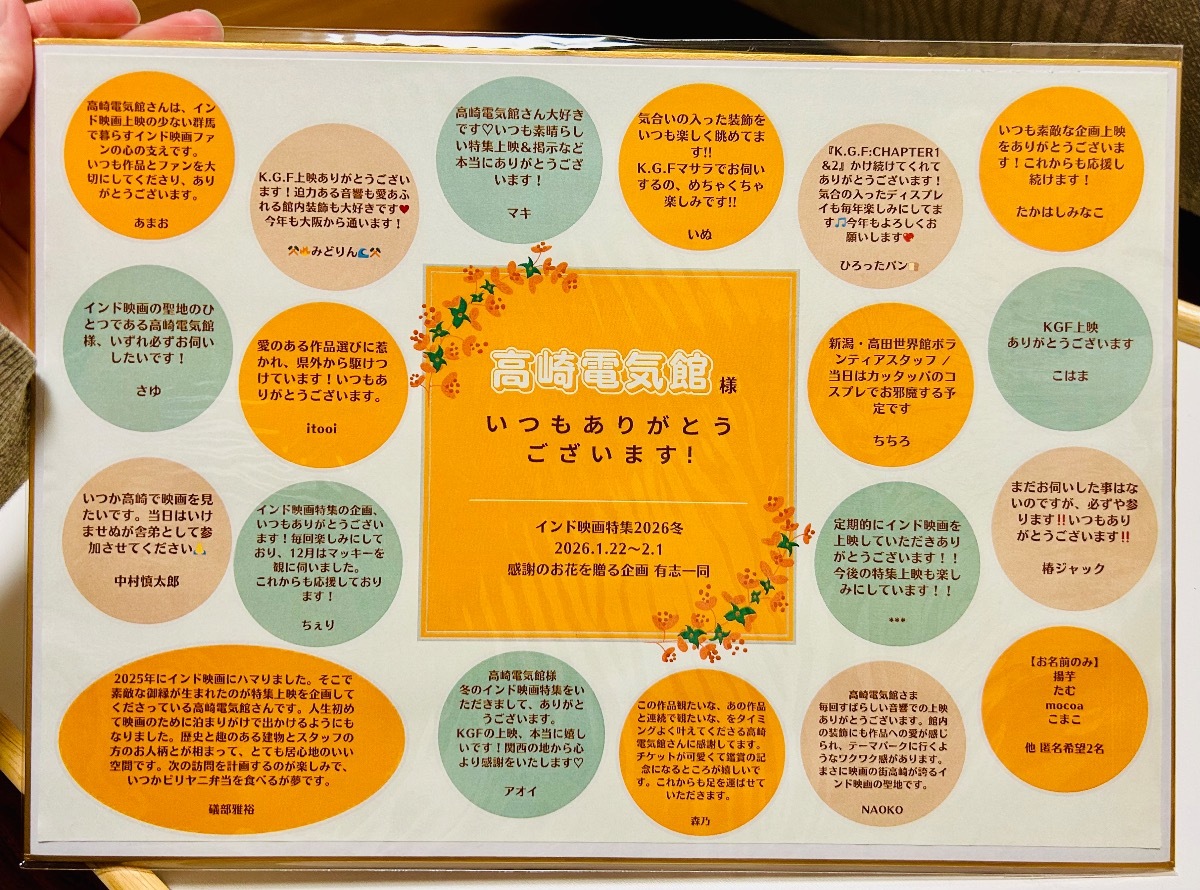 高崎電気館さんは、イン
ド映画上映の少ない群馬
で暮らすインド映画ファ
ンの心の支えです。
いつも作品とファンを大
切にしてくださり、あり
がとうございます。
あまお
K.G.F上映ありがとうござい
ます！迫力ある音響も愛あふ
れる館内装飾も大好きです♥
今年も大阪から通います！
⚒🔥みどりん🌊⚒
高崎電気館さん大好き
です♡いつも素晴らし
い特集上映&掲示など
本当にありがとうござ
います！
マキ
気合いの入った装飾を
いつも楽しく眺めてま
す!!
K.G.Fマサラでお伺い
するの、めちゃくちゃ
楽しみです!!
いぬ
『K.G.F:CHAPTER1
&2』かけ続けてくれて
ありがとうございます！
気合の入ったディスプレ
イも毎年楽しみにしてま
す🎵今年もよろしくお
願いします💓
ひろったパン🍞
いつも素敵な企画上映
をありがとうございま
す！これからも応援し
続けます！
たかはしみなこ
インド映画の聖地のひ
とつである高崎電気館
様、いずれ必ずお伺い
したいです！
さゆ
愛のある作品選びに惹
かれ、県外から駆けつ
けています！いつもあ
りがとうございます。
itooi
高崎電気館様
いつもありがとう
ございます！
インド映画特集2026冬
2026.1.22〜2.1
感謝のお花を贈る企画 有志一同
新潟・高田世界館ボラ
ンティアスタッフ /
当日はカッタッパのコ
スプレでお邪魔する予
定です
ちちろ
KGF上映
ありがとうございます
こはま
いつか高崎で映画を見
たいです。当日はいけ
ませぬが舎弟として参
加させてください🙏
中村慎太郎
インド映画特集の企画、
いつもありがとうござい
ます！毎回楽しみにして
おり、12月はマッキーを
観に伺いました。
これからも応援しており
ます！
ちぇり
定期的にインド映画を
上映していただきあり
がとうございます！！
今後の特集上映も楽し
みにしています！！
***
まだお伺いした事はな
いのですが、必ずや参
ります‼いつもあり
がとうございます‼
椿ジャック
2025年にインド映画にハマりました。そこで
素敵な御縁が生まれたのが特集上映を企画して
くださっている高崎電気館さんです。人生初め
て映画のために泊まりがけで出かけるようにも
なりました。歴史と趣のある建物とスタッフの
方のお人柄とが相まって、とても居心地のいい
空間です。次の訪問を計画するのが楽しみで、
いつかビリヤニ弁当を食べるが夢です。
礒部雅裕
高崎電気館様
冬のインド映画特集をい
ただきまして、ありがと
うございます。
KGFの上映、本当に嬉し
いです！関西の地から心
より感謝をいたします♡
アオイ
この作品観たいな、あの作品
と連続で観たいな、をタイミ
ングよく叶えてくださる高崎
電気館さんに感謝してます。
チケットが可愛くて鑑賞の記
念になるところが嬉しいで
す。これからも足を運ばせて
いただきます。
森乃
高崎電気館さま
毎回すばらしい音響での上映
ありがとうございます。館内
の装飾にも作品への愛が感じ
られ、テーマパークに行くよ
うなワクワク感があります。
まさに映画の街高崎が誇るイ
ンド映画の聖地です。
NAOKO
【お名前のみ】
揚芋
たむ
mocoa
こまこ
他 匿名希望2名